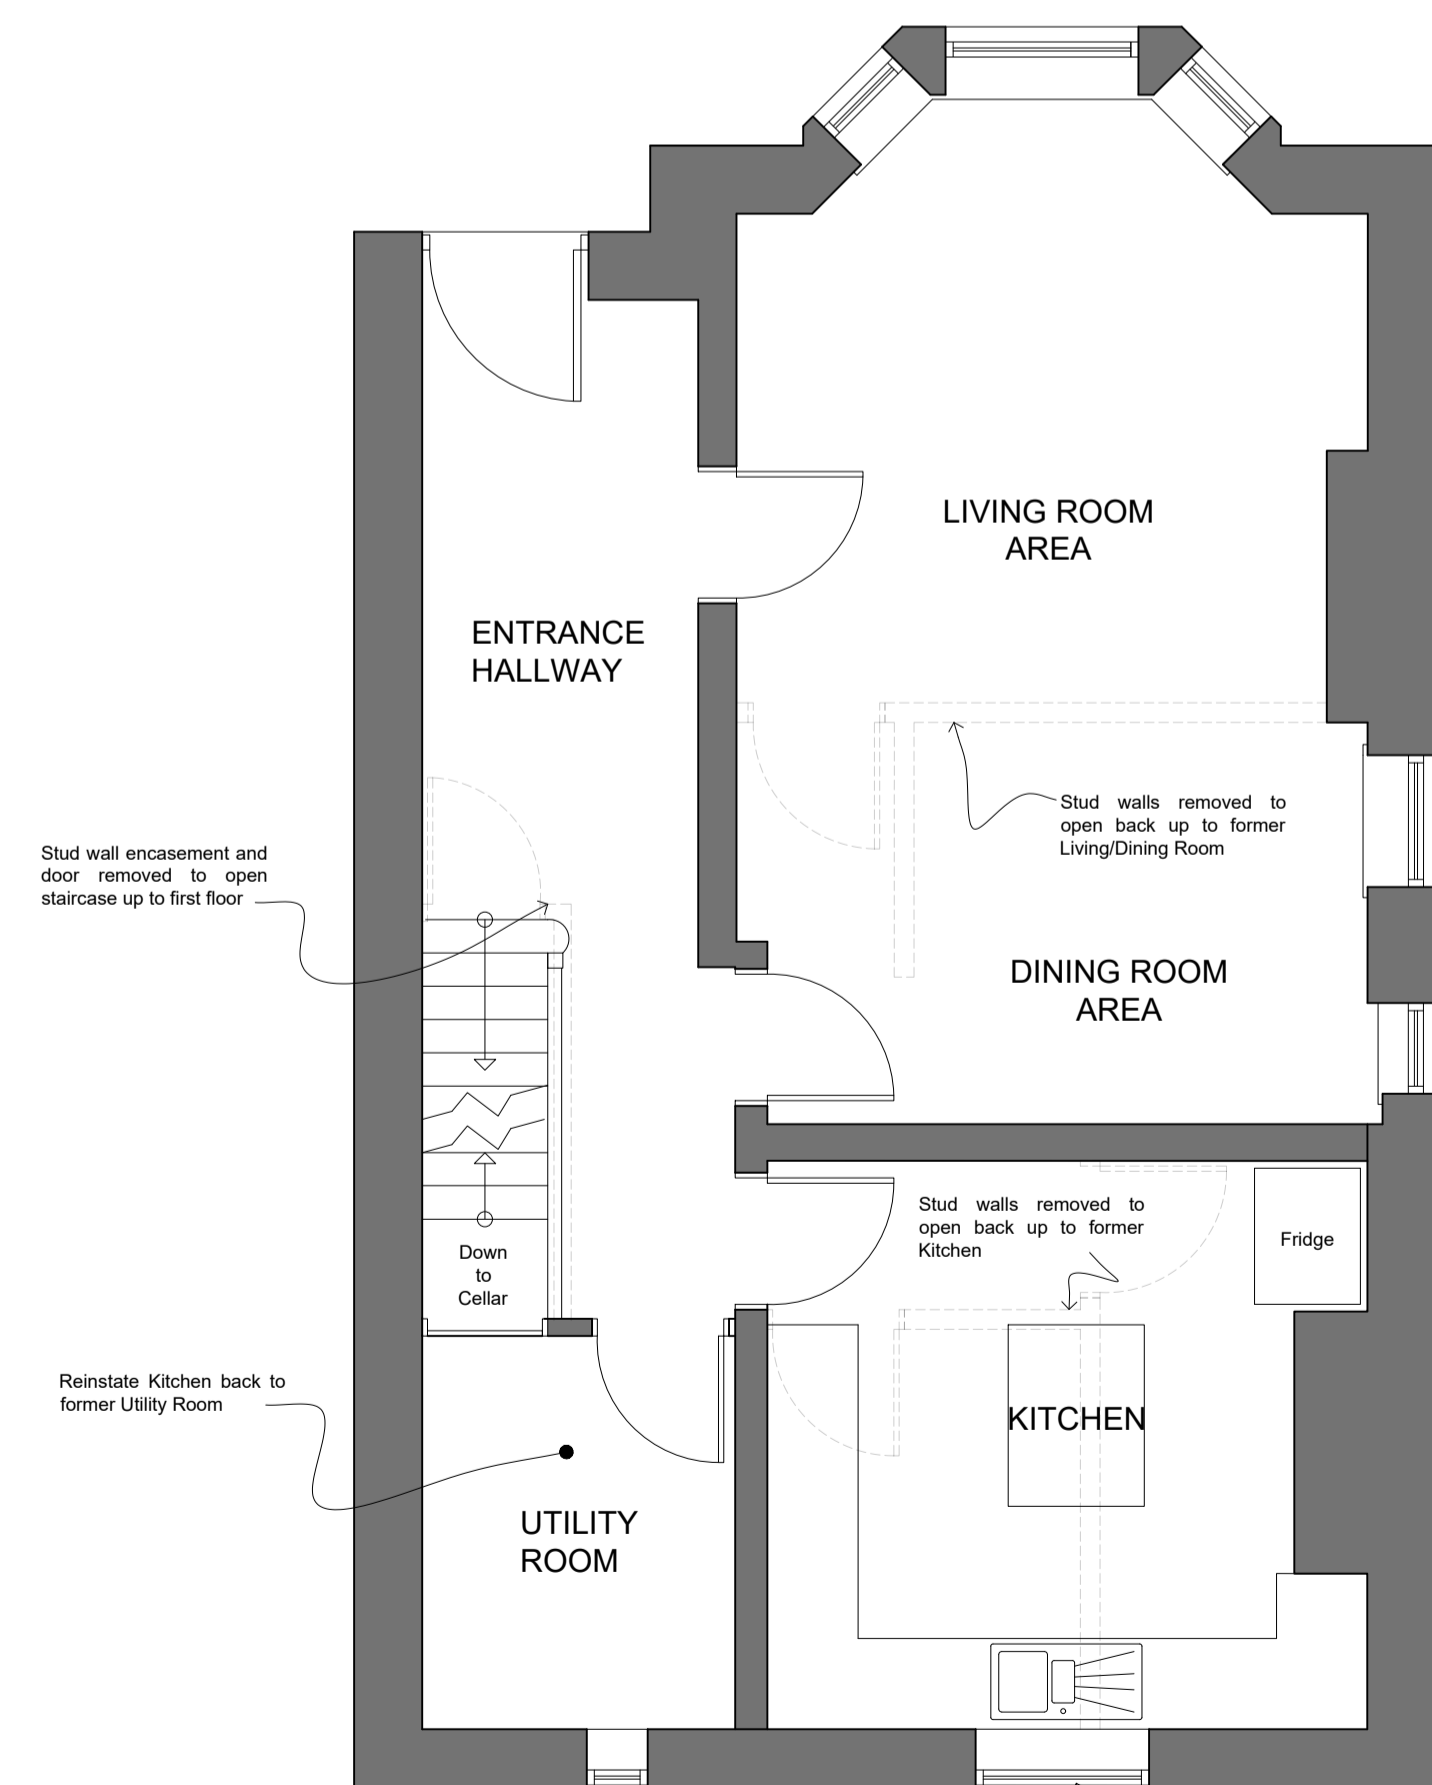 LIVING ROOM
AREA
ENTRANCE
HALLWAY
Stud walls removed to
open back up to former
Living/Dining Room
Stud wall encasement and
door removed to open
staircase up to first floor
DINING ROOM
AREA
Stud walls removed to
open back up to former
Kitchen
Fridge
Down
to
Cellar
Reinstate Kitchen back to
former Utility Room
KITCHEN
UTILITY
ROOM